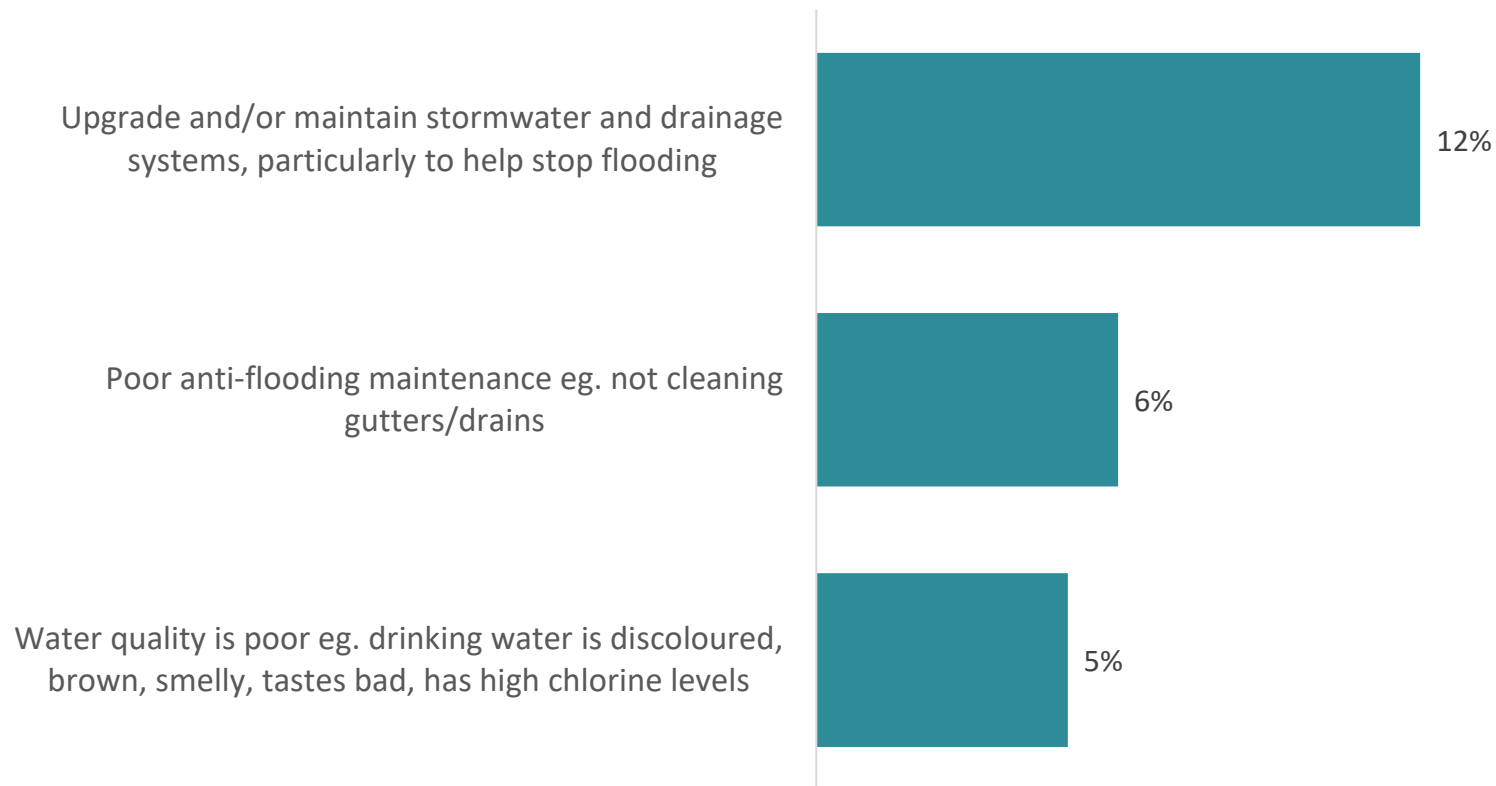 Upgrade and/or maintain stormwater and drainage
systems, particularly to help stop flooding
12%
Poor anti-flooding maintenance eg. not cleaning
gutters/drains
6%
Water quality is poor eg. drinking water is discoloured,
brown, smelly, tastes bad, has high chlorine levels
5%